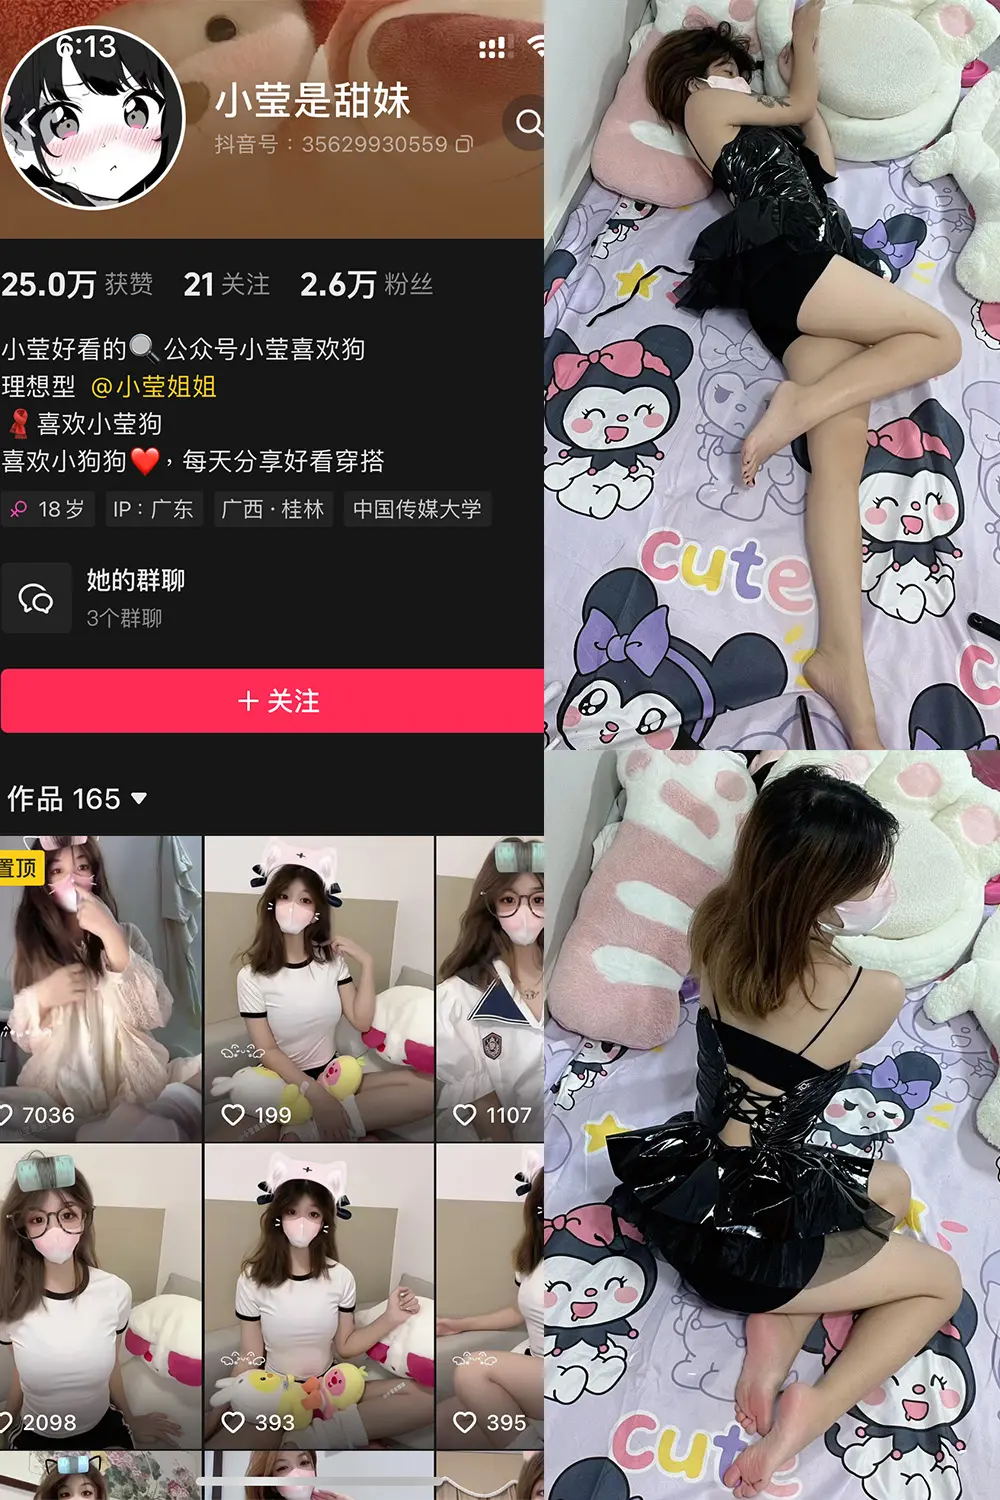 6:13
小莹是甜妹
抖音号：35629930559
25.0万 获赞 21 关注 2.6万 粉丝
小莹好看的🔍公众号小莹喜欢狗
理想型 @小莹姐姐
🧣喜欢小莹狗
喜欢小狗狗❤️，每天分享好看穿搭
18岁 IP：广东 广西·桂林 中国传媒大学
她的群聊
3个群聊
+ 关注
作品 165
置顶
7036 199 1107
2098 393 395
cute
c
cute